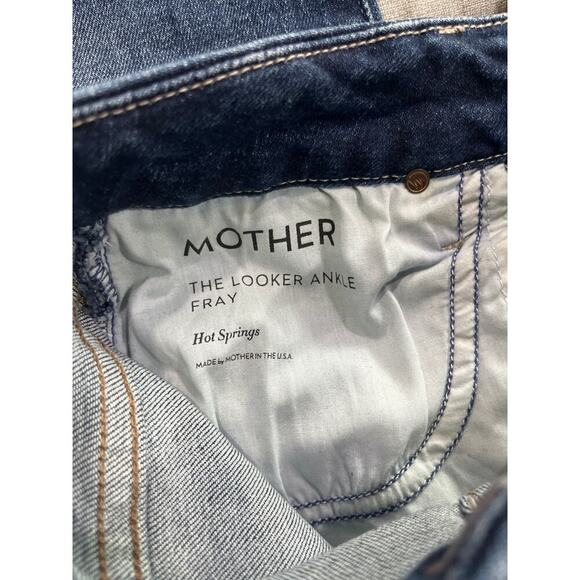 MOTHER
THE LOOKER ANKLE
FRAY
Hot Springs
MADE by MOTHER IN THE U.S.A.